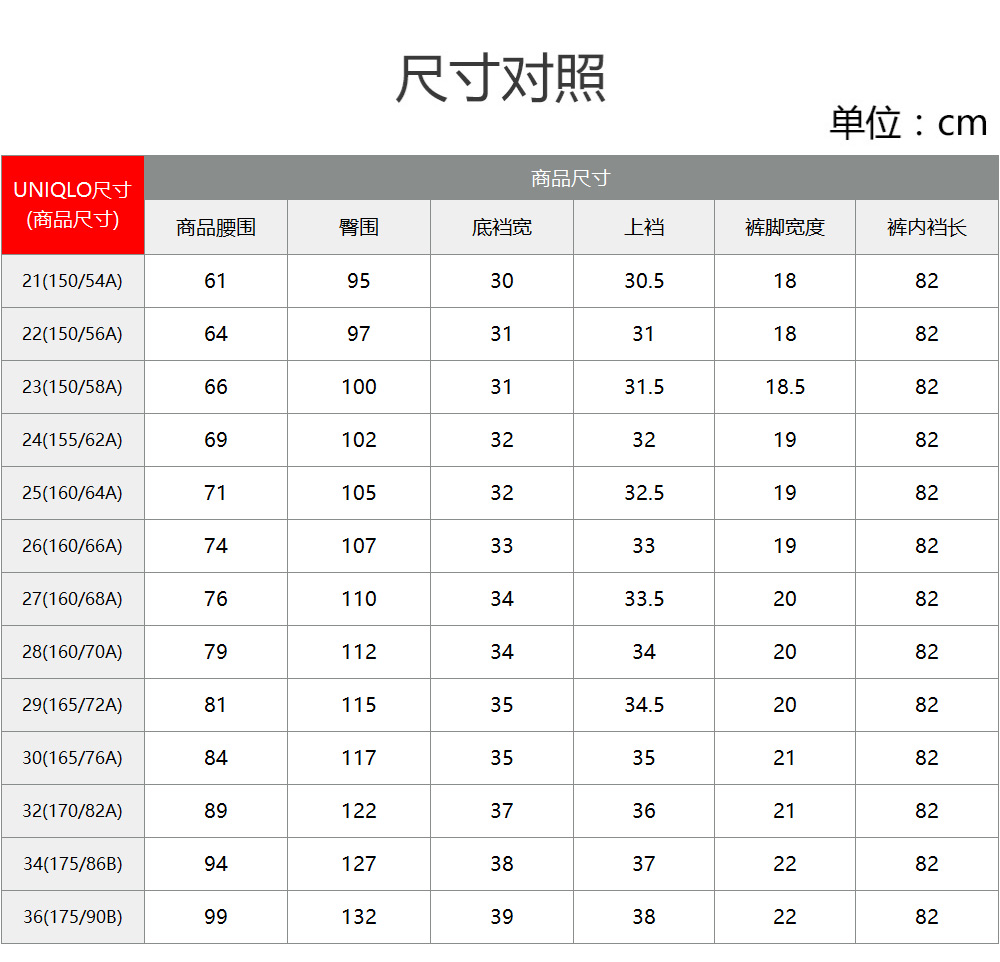 尺寸对照
单位：cm
UNIQLO尺寸
(商品尺寸)
商品尺寸
商品腰围 臀围 底裆宽 上裆 裤脚宽度 裤内裆长
21(150/54A) 61 95 30 30.5 18 82
22(150/56A) 64 97 31 31 18 82
23(150/58A) 66 100 31 31.5 18.5 82
24(155/62A) 69 102 32 32 19 82
25(160/64A) 71 105 32 32.5 19 82
26(160/66A) 74 107 33 33 19 82
27(160/68A) 76 110 34 33.5 20 82
28(160/70A) 79 112 34 34 20 82
29(165/72A) 81 115 35 34.5 20 82
30(165/76A) 84 117 35 35 21 82
32(170/82A) 89 122 37 36 21 82
34(175/86B) 94 127 38 37 22 82
36(175/90B) 99 132 39 38 22 82